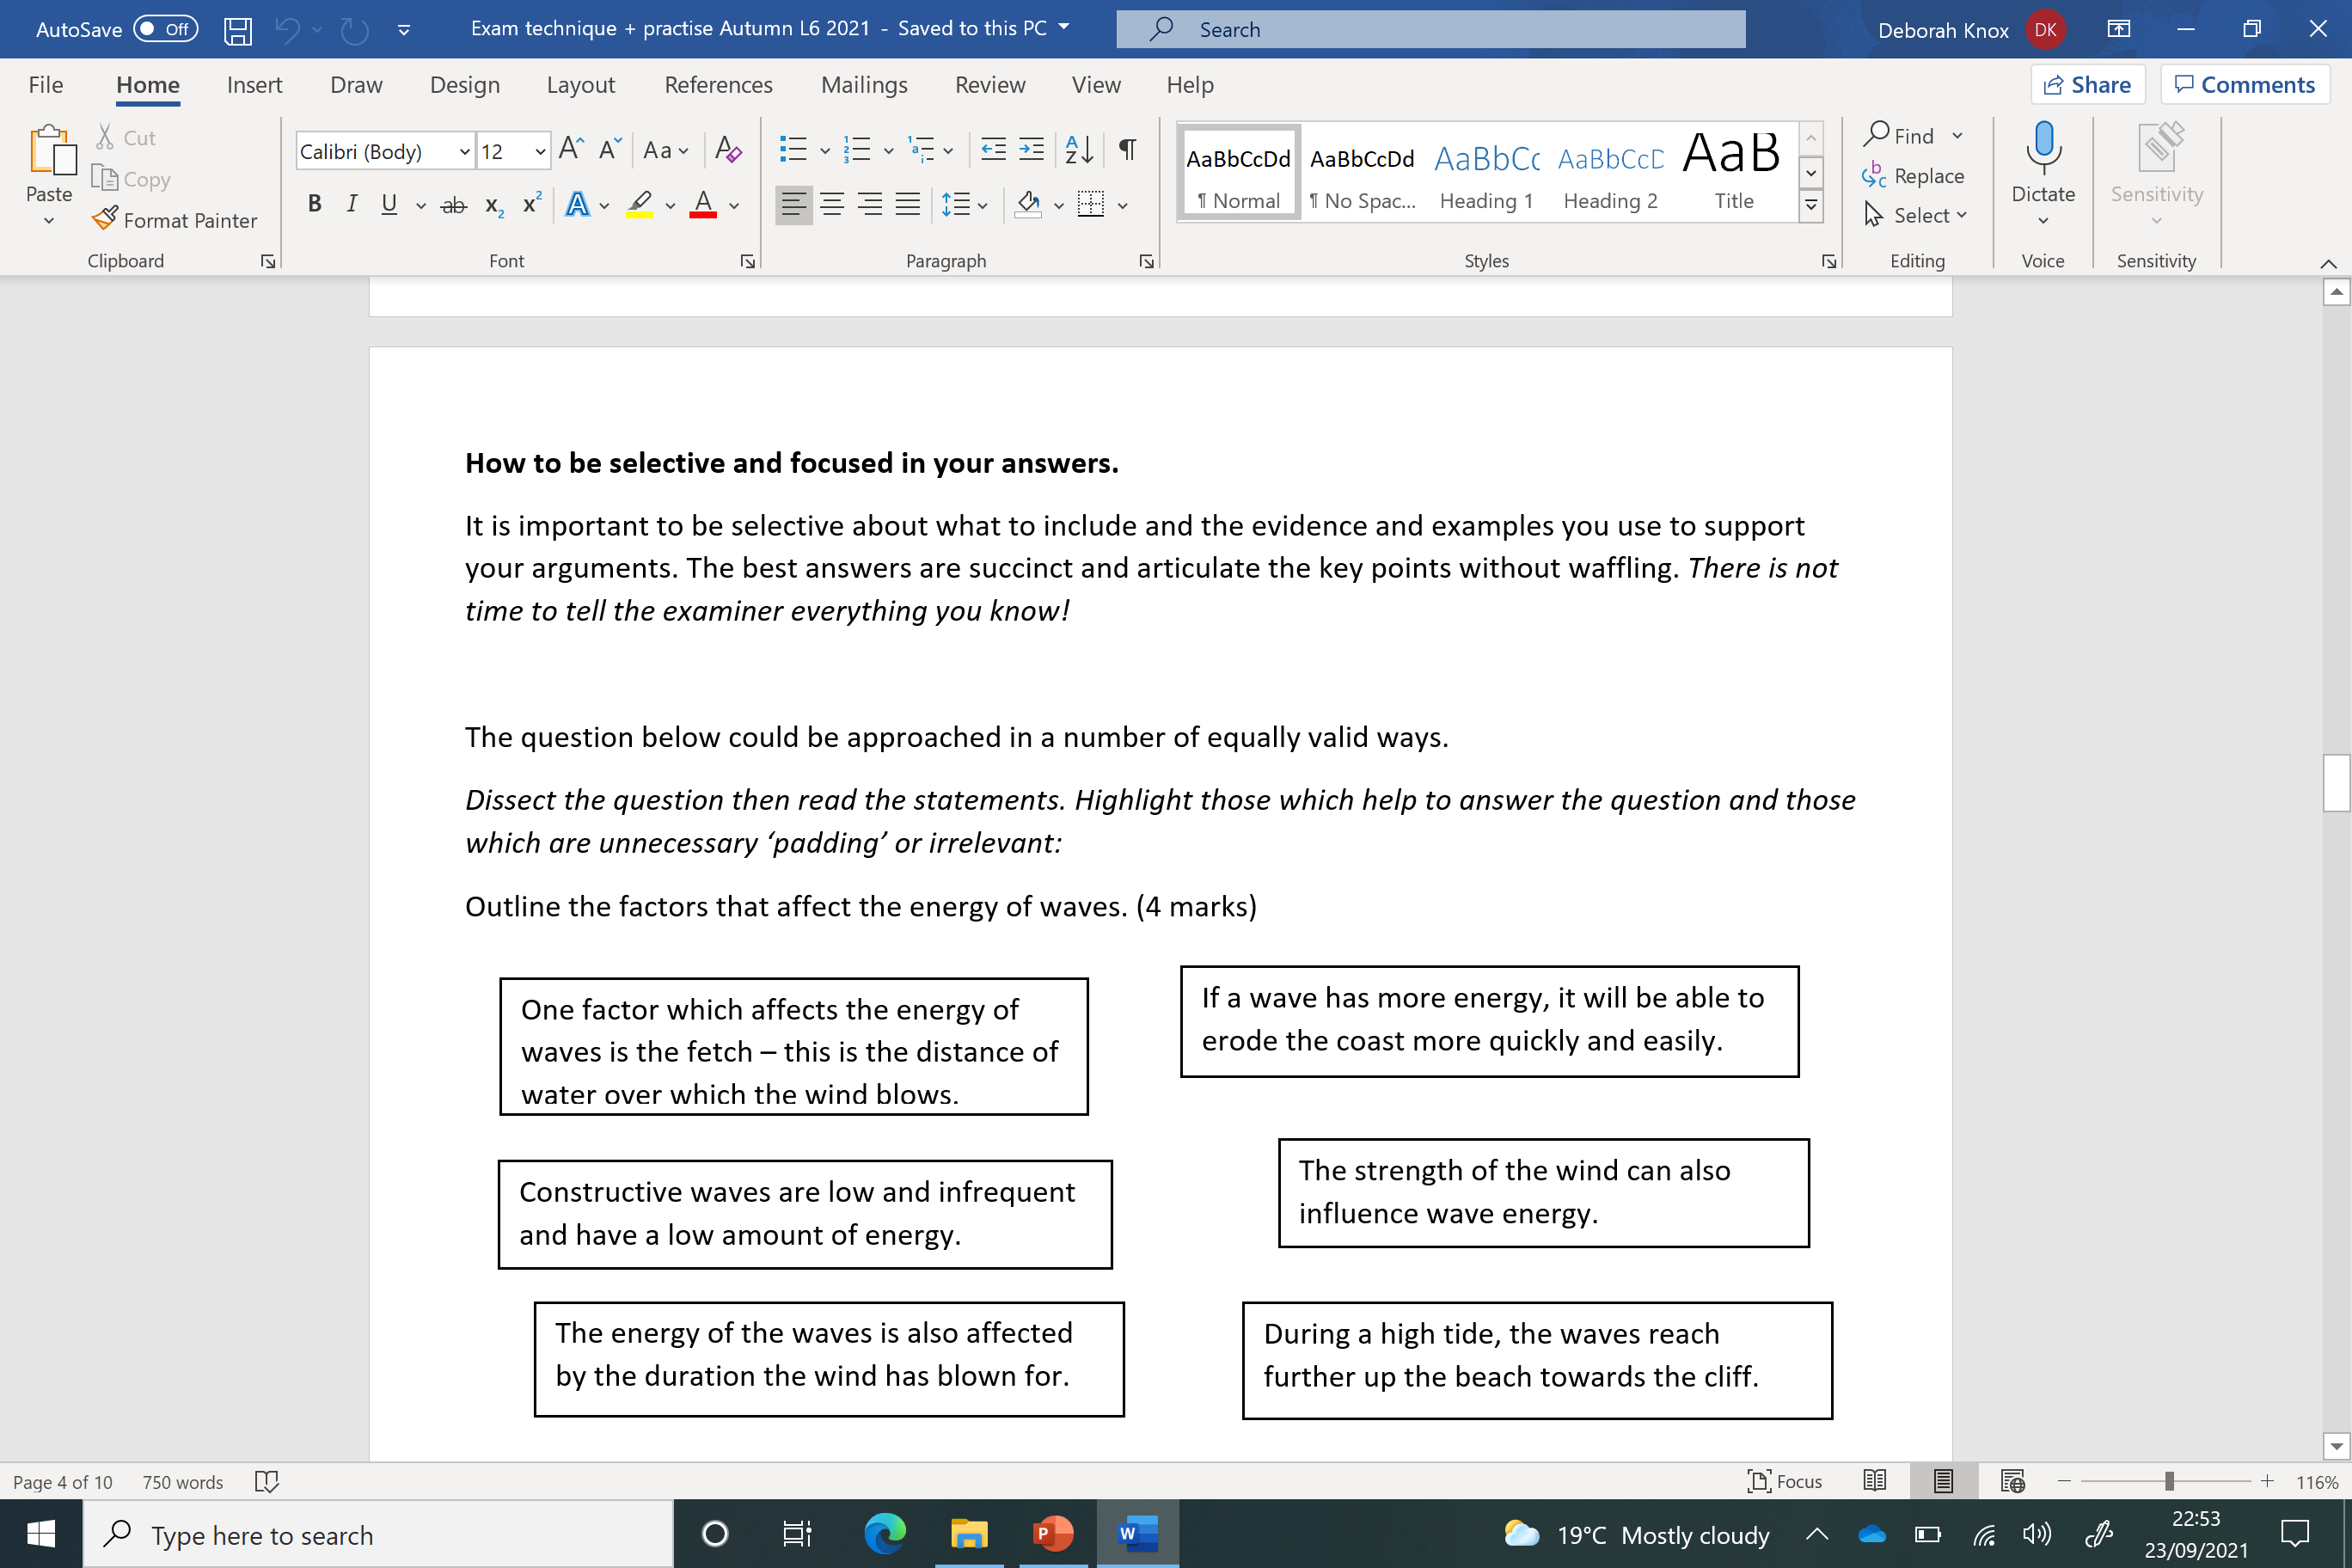 AutoSave Off Exam technique + practise Autumn L6 2021 - Saved to this PC Search Deborah Knox DK
File Home Insert Draw Design Layout References Mailings Review View Help Share Comments
Paste
Cut
Copy
Format Painter
Clipboard
Calibri (Body) 12
Font
Paragraph
AaBbCcDd AaBbCcDd AaBbCc AaBbCcD AaB
¶ Normal ¶ No Spac... Heading 1 Heading 2 Title
Styles
Find
Replace
Select
Editing
Dictate
Voice
Sensitivity
Sensitivity
How to be selective and focused in your answers.
It is important to be selective about what to include and the evidence and examples you use to support
your arguments. The best answers are succinct and articulate the key points without waffling. There is not
time to tell the examiner everything you know!
The question below could be approached in a number of equally valid ways.
Dissect the question then read the statements. Highlight those which help to answer the question and those
which are unnecessary ‘padding’ or irrelevant:
Outline the factors that affect the energy of waves. (4 marks)
One factor which affects the energy of
waves is the fetch – this is the distance of
water over which the wind blows.
If a wave has more energy, it will be able to
erode the coast more quickly and easily.
Constructive waves are low and infrequent
and have a low amount of energy.
The strength of the wind can also
influence wave energy.
The energy of the waves is also affected
by the duration the wind has blown for.
During a high tide, the waves reach
further up the beach towards the cliff.
Page 4 of 10 750 words Focus 116%
Type here to search 19°C Mostly cloudy 22:53
23/09/2021